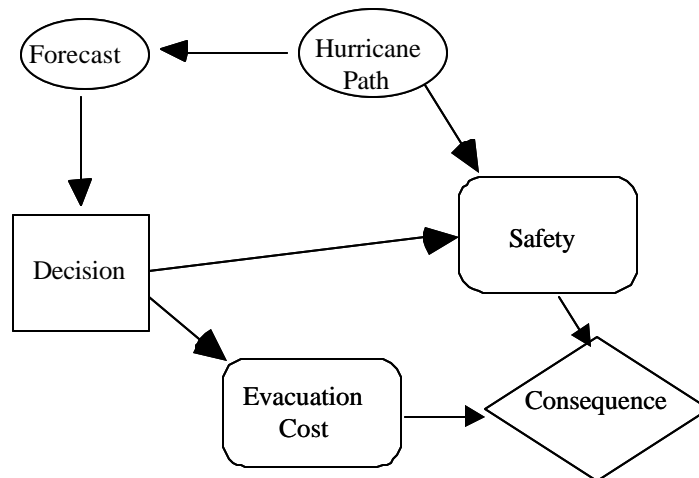 Forecast
Hurricane
Path
Decision
Safety
Evacuation
Cost
Consequence